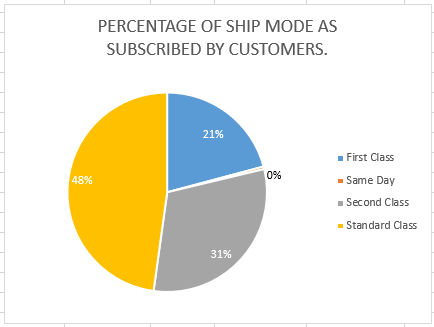 PERCENTAGE OF SHIP MODE AS
SUBSCRIBED BY CUSTOMERS.
21%
0%
48%
31%
First Class
Same Day
Second Class
Standard Class